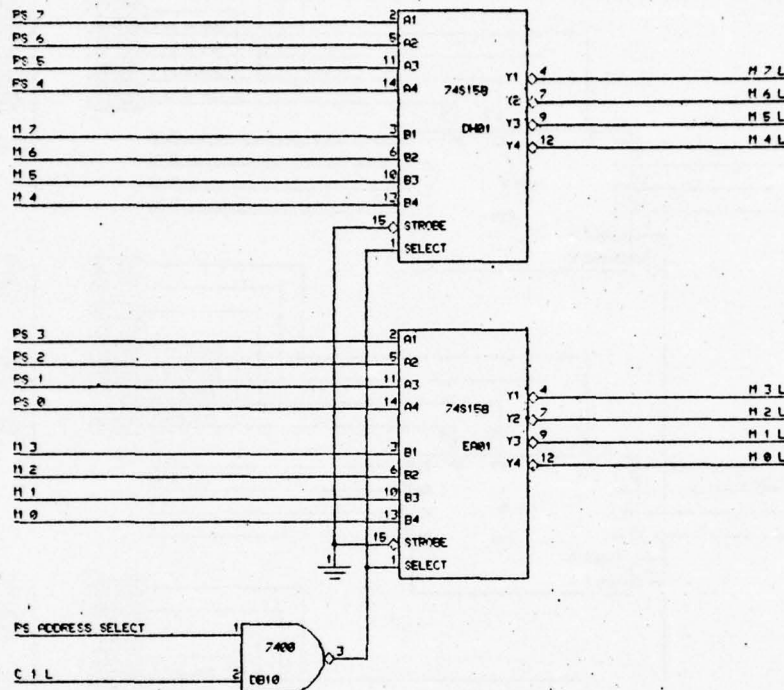 PS 7 2 A1
PS 6 5 A2
PS 5 11 A3
PS 4 14 A4
74S158
Y1 4 M 7 L
Y2 7 M 6 L
DH01 Y3 9 M 5 L
Y4 12 M 4 L
M 7 3 B1
M 6 6 B2
M 5 10 B3
M 4 13 B4
15 STROBE
1 SELECT
PS 3 2 A1
PS 2 5 A2
PS 1 11 A3
PS 0 14 A4
74S158
Y1 4 M 3 L
Y2 7 M 2 L
EA01 Y3 9 M 1 L
Y4 12 M 0 L
M 3 3 B1
M 2 6 B2
M 1 10 B3
M 0 13 B4
15 STROBE
1
1 SELECT
PS ADDRESS SELECT 1
7400
3
C 1 L 2 DB10